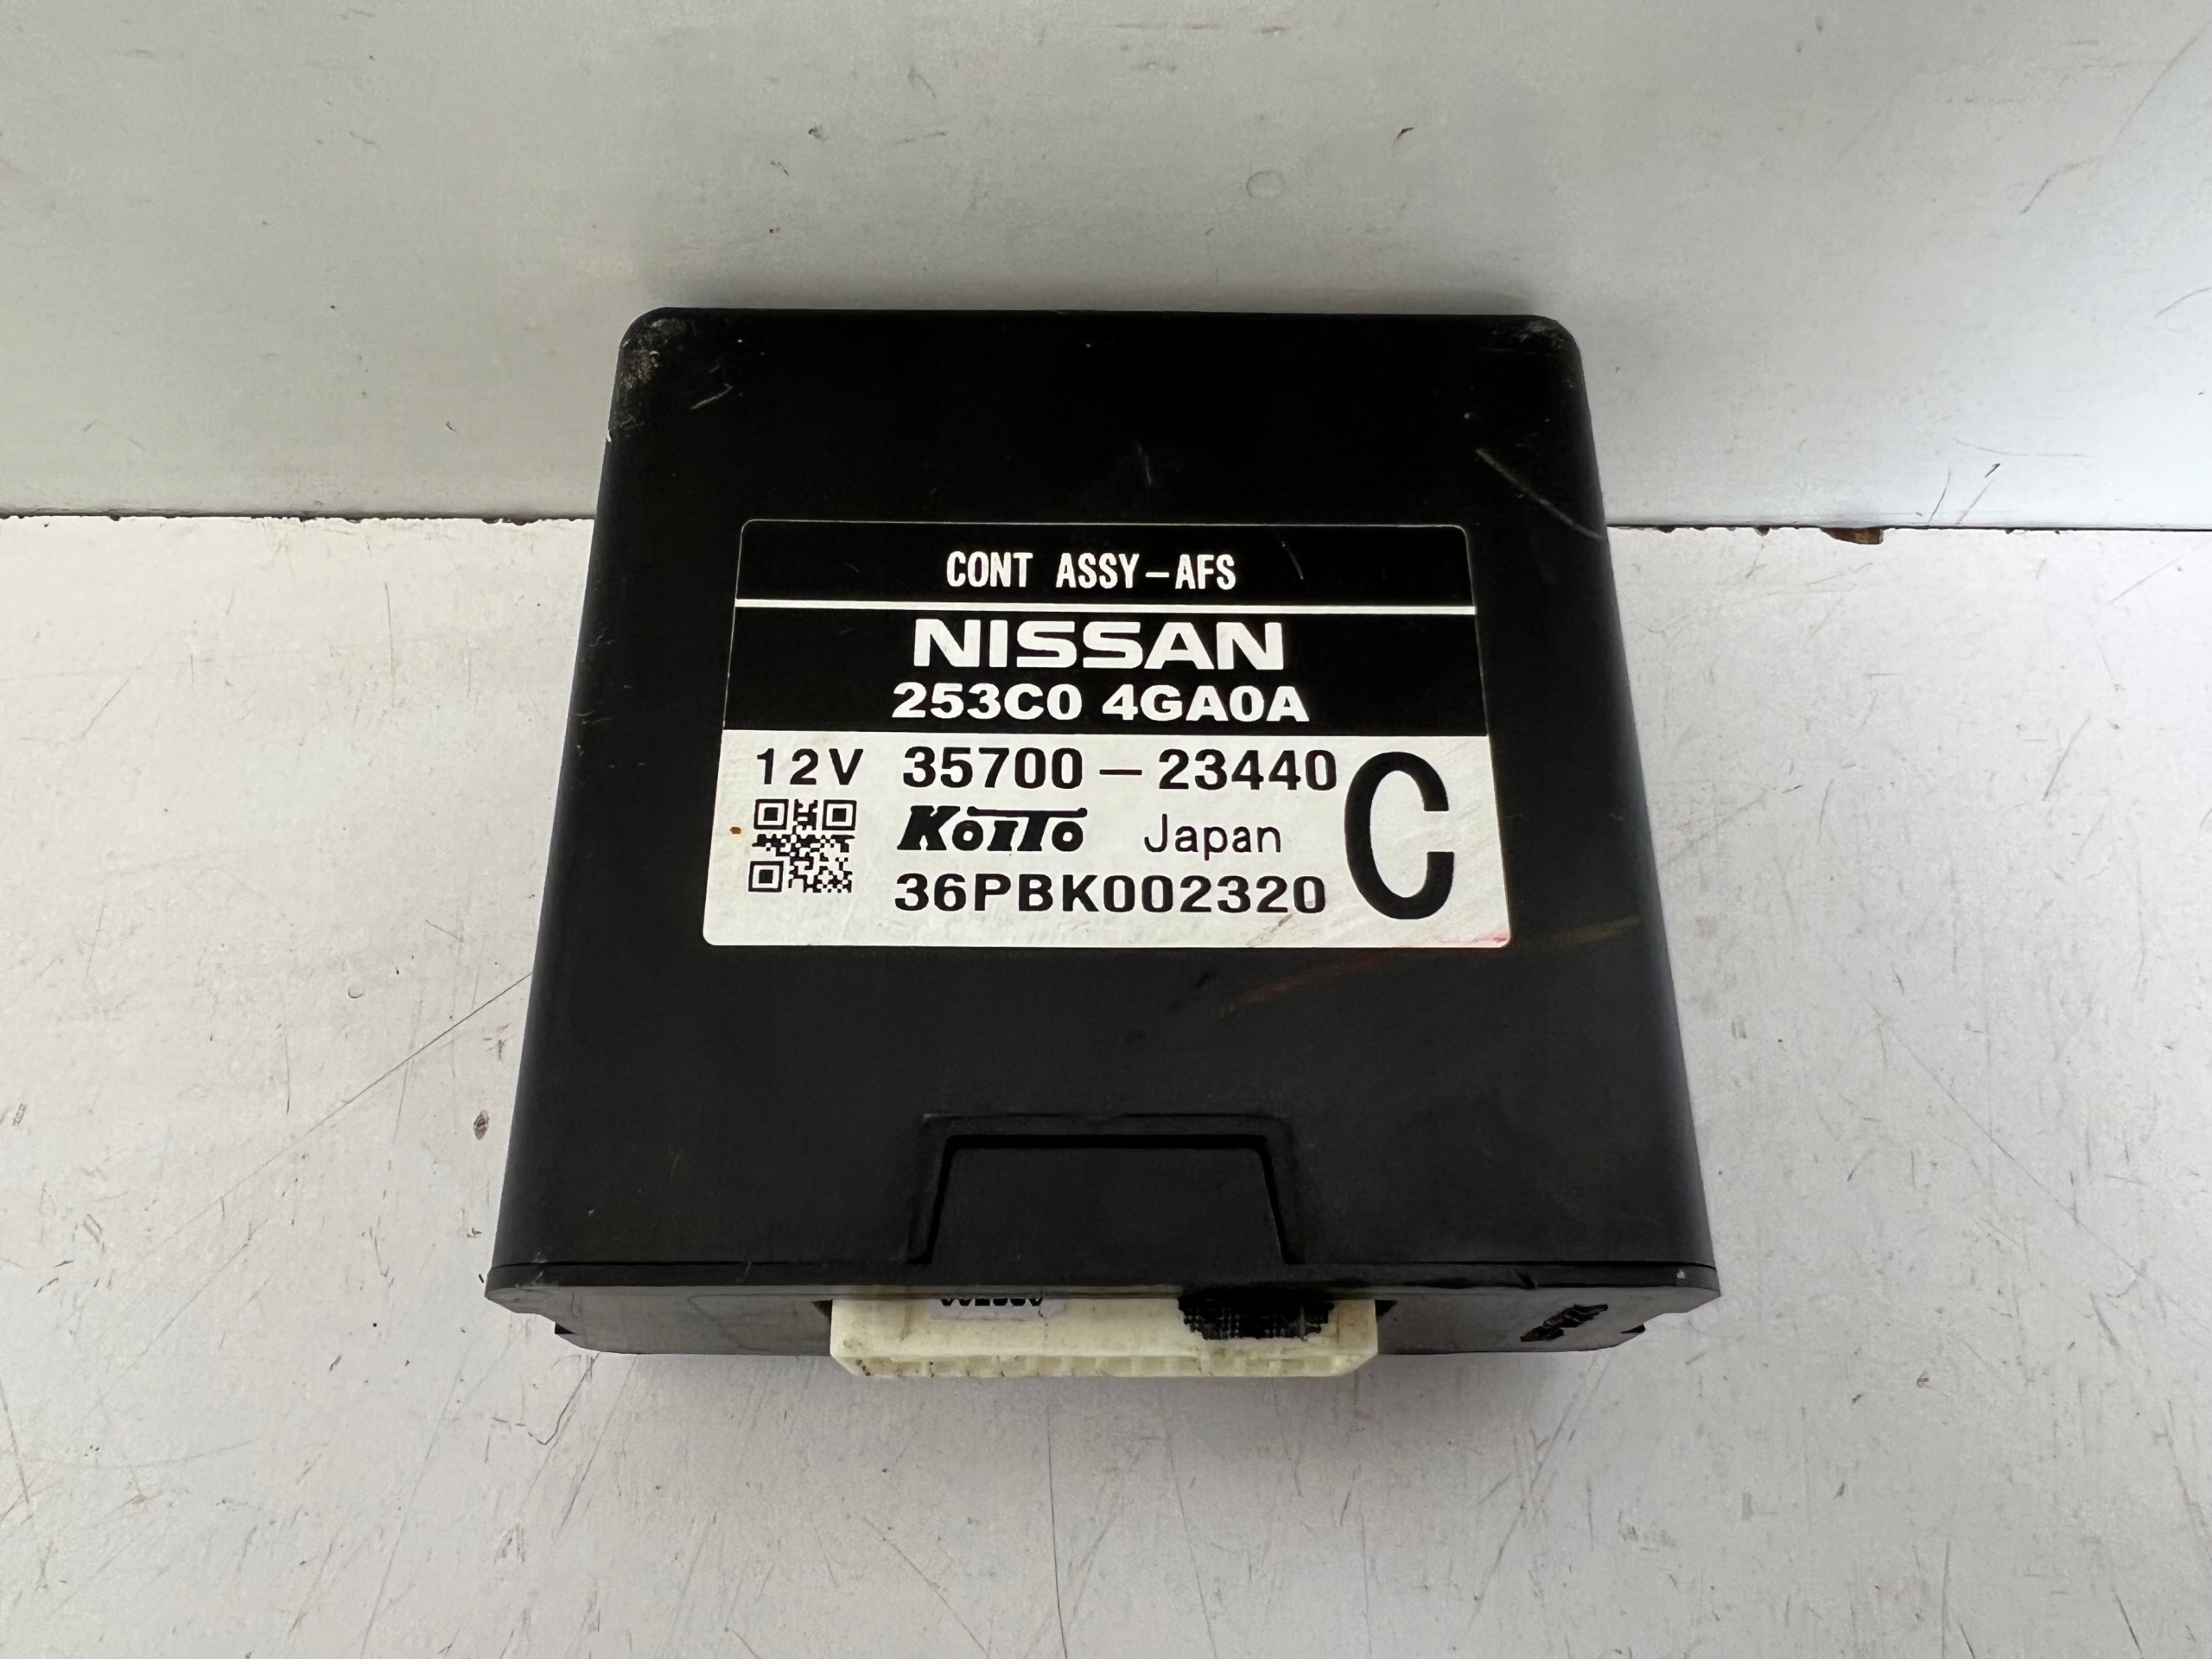 CONT ASSY-AFS
NISSAN
253C0 4GA0A
12V 35700-23440 C
KOITO Japan
36PBK002320